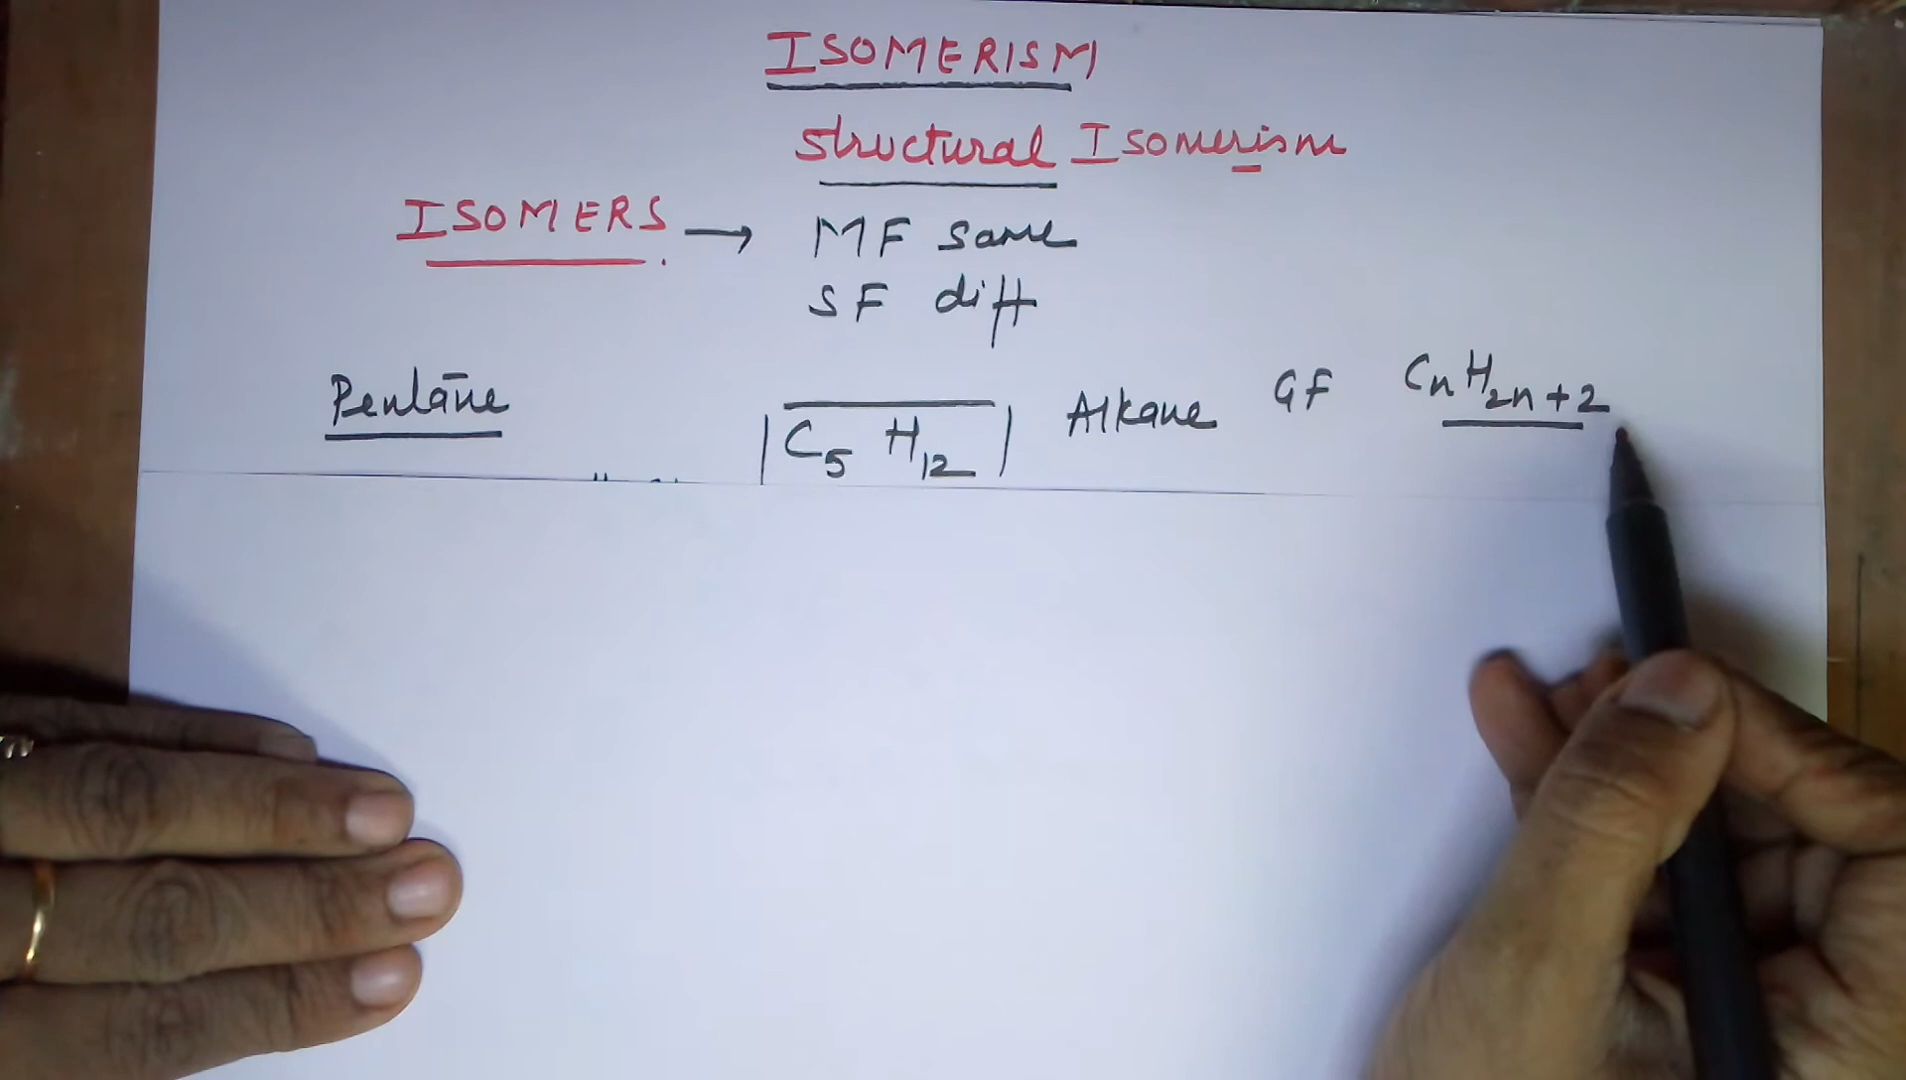 ISOMERISM
Structural Isomerism
ISOMERS → MF same
SF diff
Pentane C5 H12 Alkane GF CnH2n+2